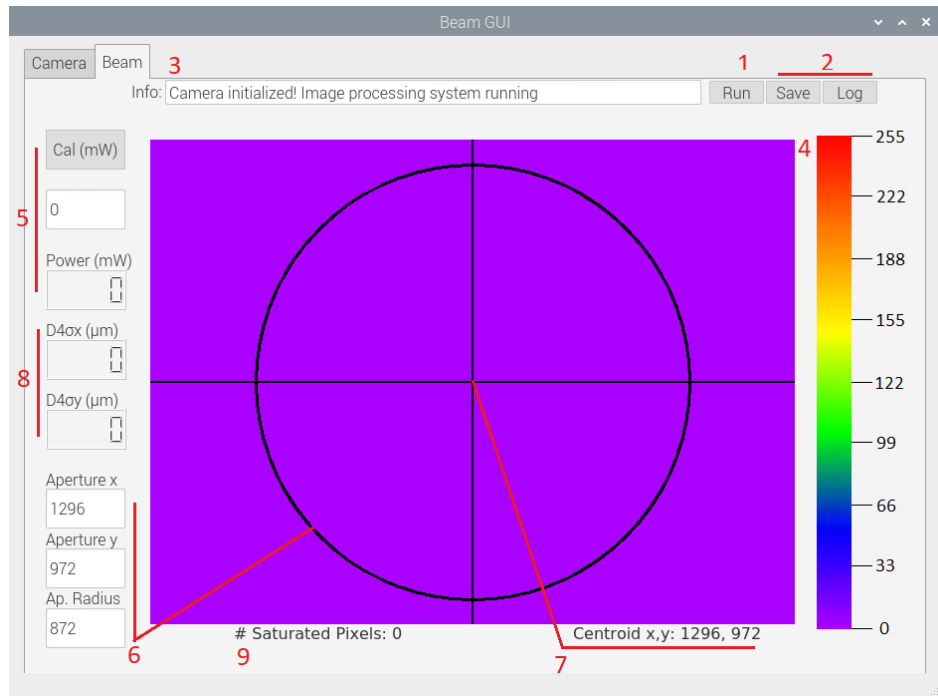 Beam GUI
Camera Beam 3 1 2
Info: Camera initialized! Image processing system running Run Save Log
Cal (mW) 4 255
5 0 222
Power (mW) 188
0
D4σx (µm) 155
0
8 122
D4σy (µm)
0 99
Aperture x 66
1296
Aperture y 33
972
Ap. Radius
872 # Saturated Pixels: 0 Centroid x,y: 1296, 972 0
6 9 7